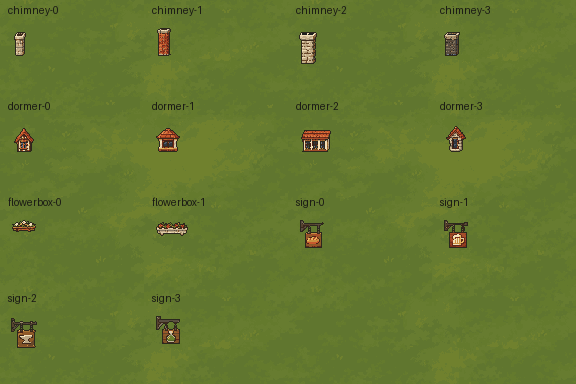 chimney-0 chimney-1 chimney-2 chimney-3
dormer-0 dormer-1 dormer-2 dormer-3
flowerbox-0 flowerbox-1 sign-0 sign-1
sign-2 sign-3